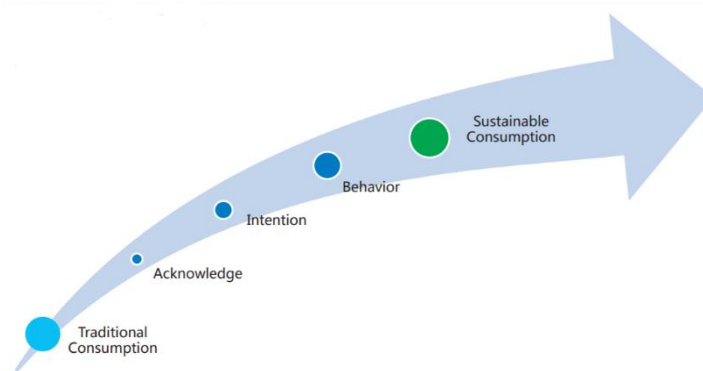 Sustainable
Consumption
Behavior
Intention
Acknowledge
Traditional
Consumption